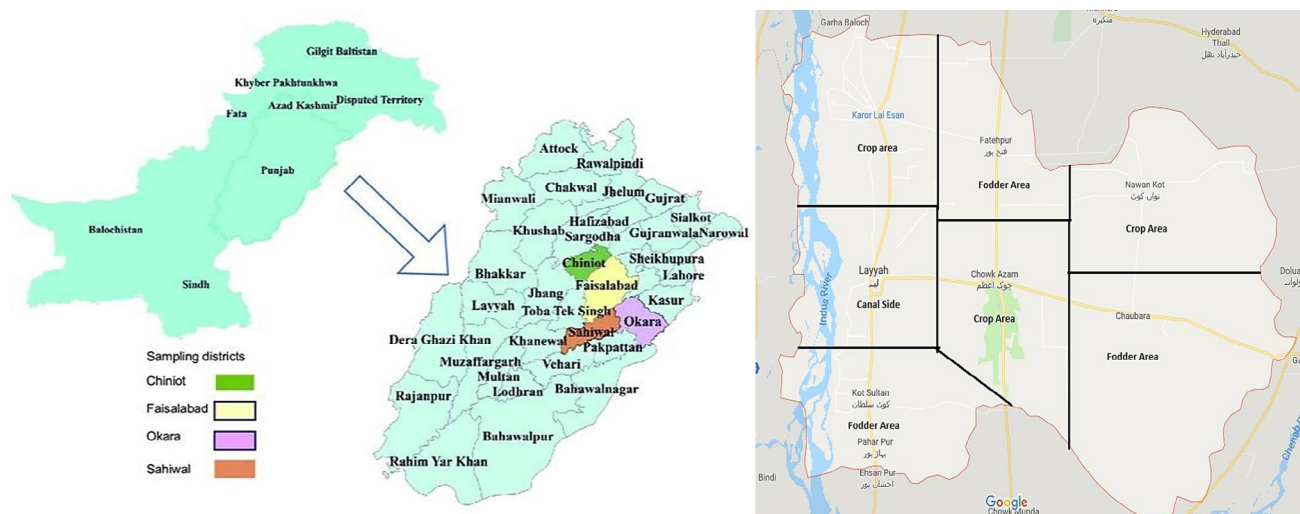 Gilgit Baltistan
Khyber Pakhtunkhwa
Azad Kashmir
Disputed Territory
Fata
Punjab
Balochistan
Sindh
Sampling districts
Chiniot
Faisalabad
Okara
Sahiwal
Attock
Rawalpindi
Chakwal
Jhelum
Mianwali
Gujrat
Sialkot
Hafizabad
Khushab
Sargodha
Gujranwala
Narowal
Chiniot
Sheikhupura
Bhakkar
Lahore
Faisalabad
Jhang
Layyah
Kasur
Toba Tek Singh
Okara
Sahiwal
Dera Ghazi Khan
Khanewal
Pakpattan
Muzaffargarh
Vehari
Multan
Rajanpur
Lodhran
Bahawalnagar
Bahawalpur
Rahim Yar Khan
Garha Baloch
منكيره
Hyderabad
Thall
حیدرآباد تھل
Karor Lal Esan
Crop area
Fatehpur
فتح پور
Fodder Area
Nawan Kot
نواں کوٹ
Crop Area
Layyah
لیہ
Canal Side
Indus River
Chowk Azam
چوک اعظم
Crop Area
Chaubara
Fodder Area
Kot Sultan
کوٹ سلطان
Fodder Area
Pahar Pur
پہاڑ پور
Ehsan Pur
احسان پور
Bindi
Google
Chowk Munda
Chenab